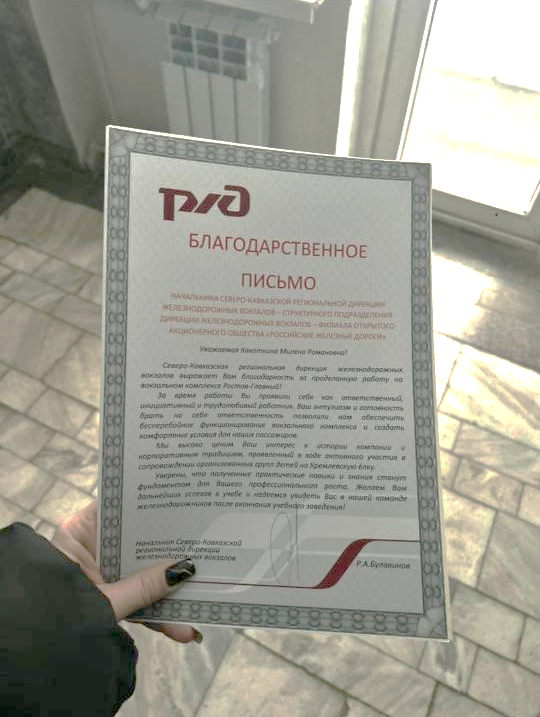 РЖД
БЛАГОДАРСТВЕННОЕ
ПИСЬМО
НАЧАЛЬНИКА СЕВЕРО-КАВКАЗСКОЙ РЕГИОНАЛЬНОЙ ДИРЕКЦИИ
ЖЕЛЕЗНОДОРОЖНЫХ ВОКЗАЛОВ – СТРУКТУРНОГО ПОДРАЗДЕЛЕНИЯ
ДИРЕКЦИИ ЖЕЛЕЗНОДОРОЖНЫХ ВОКЗАЛОВ – ФИЛИАЛА ОТКРЫТОГО
АКЦИОНЕРНОГО ОБЩЕСТВА «РОССИЙСКИЕ ЖЕЛЕЗНЫЕ ДОРОГИ»
Уважаемая Милена Романовна!
Северо-Кавказская региональная дирекция железнодорожных
вокзалов выражает Вам благодарность за проделанную работу на
вокзальном комплексе Ростов-Главный!
За время работы Вы проявили себя как ответственный,
инициативный и трудолюбивый работник. Ваш энтузиазм и готовность
брать на себя ответственность позволили нам обеспечить
бесперебойное функционирование вокзального комплекса и создать
комфортные условия для наших пассажиров.
Мы высоко ценим Ваш интерес к истории компании и
корпоративным традициям, проявленный в ходе активного участия в
сопровождении организованных групп детей на Кремлевскую ёлку.
Уверены, что полученные практические навыки и знания станут
фундаментом для Вашего профессионального роста. Желаем Вам
дальнейших успехов в учебе и надеемся увидеть Вас в нашей команде
железнодорожников после окончания учебного заведения!
Начальник Северо-Кавказской
региональной дирекции
железнодорожных вокзалов
Р.А.Булавинов